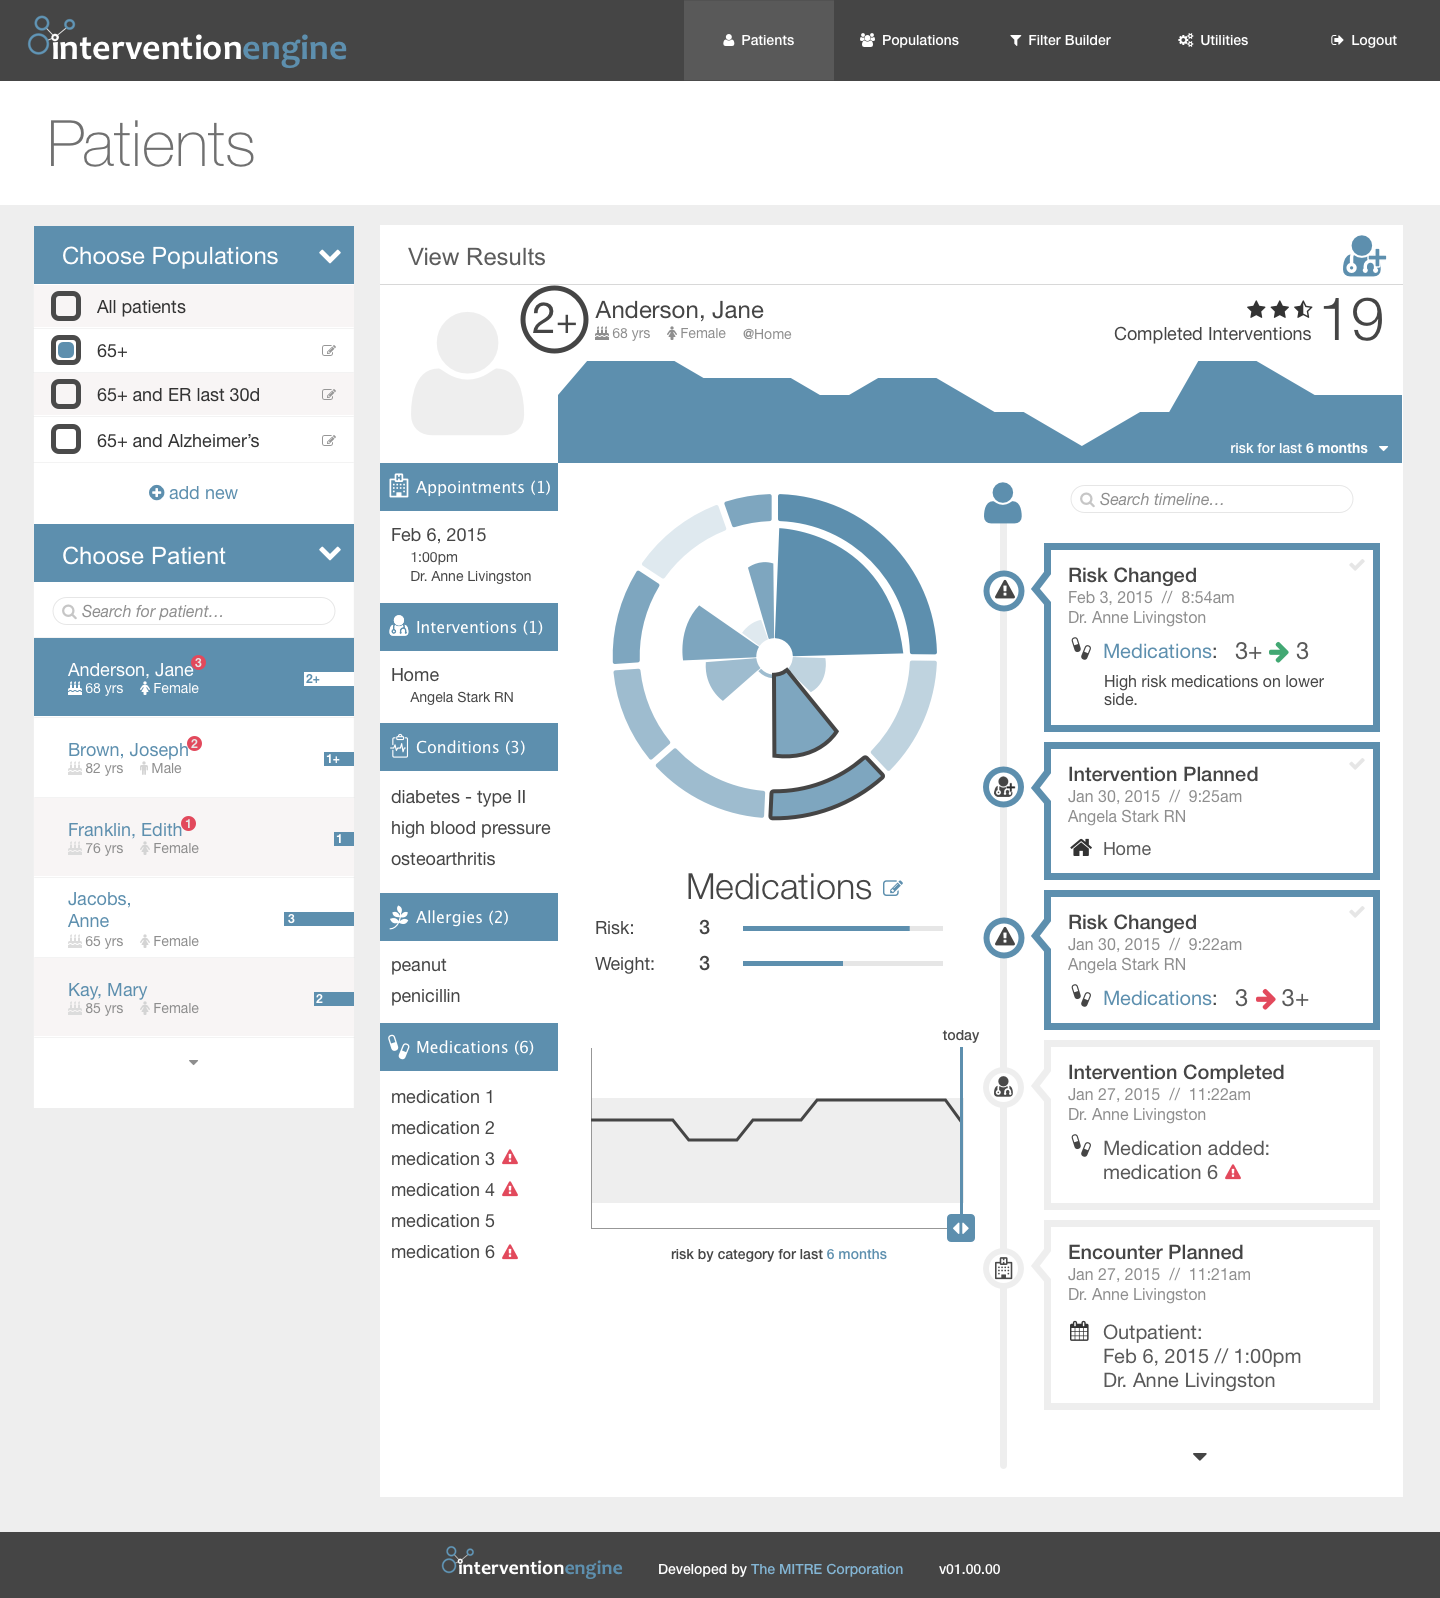 interventionengine
Patients
Populations
Filter Builder
Utilities
Logout
Patients
Choose Populations
All patients
65+
65+ and ER last 30d
65+ and Alzheimer's
add new
Choose Patient
Search for patient...
Anderson, Jane 3
68 yrs Female
2+
Brown, Joseph 2
82 yrs Male
1+
Franklin, Edith 1
76 yrs Female
1
Jacobs,
Anne
65 yrs Female
3
Kay, Mary
85 yrs Female
2
View Results
2+
Anderson, Jane
68 yrs Female @Home
Completed Interventions 19
risk for last 6 months
Appointments (1)
Feb 6, 2015
1:00pm
Dr. Anne Livingston
Interventions (1)
Home
Angela Stark RN
Conditions (3)
diabetes - type II
high blood pressure
osteoarthritis
Allergies (2)
peanut
penicillin
Medications (6)
medication 1
medication 2
medication 3
medication 4
medication 5
medication 6
Medications
Risk: 3
Weight: 3
today
risk by category for last 6 months
Search timeline...
Risk Changed
Feb 3, 2015 // 8:54am
Dr. Anne Livingston
Medications: 3+ 3
High risk medications on lower
side.
Intervention Planned
Jan 30, 2015 // 9:25am
Angela Stark RN
Home
Risk Changed
Jan 30, 2015 // 9:22am
Angela Stark RN
Medications: 3 3+
Intervention Completed
Jan 27, 2015 // 11:22am
Dr. Anne Livingston
Medication added:
medication 6
Encounter Planned
Jan 27, 2015 // 11:21am
Dr. Anne Livingston
Outpatient:
Feb 6, 2015 // 1:00pm
Dr. Anne Livingston
interventionengine
Developed by The MITRE Corporation
v01.00.00